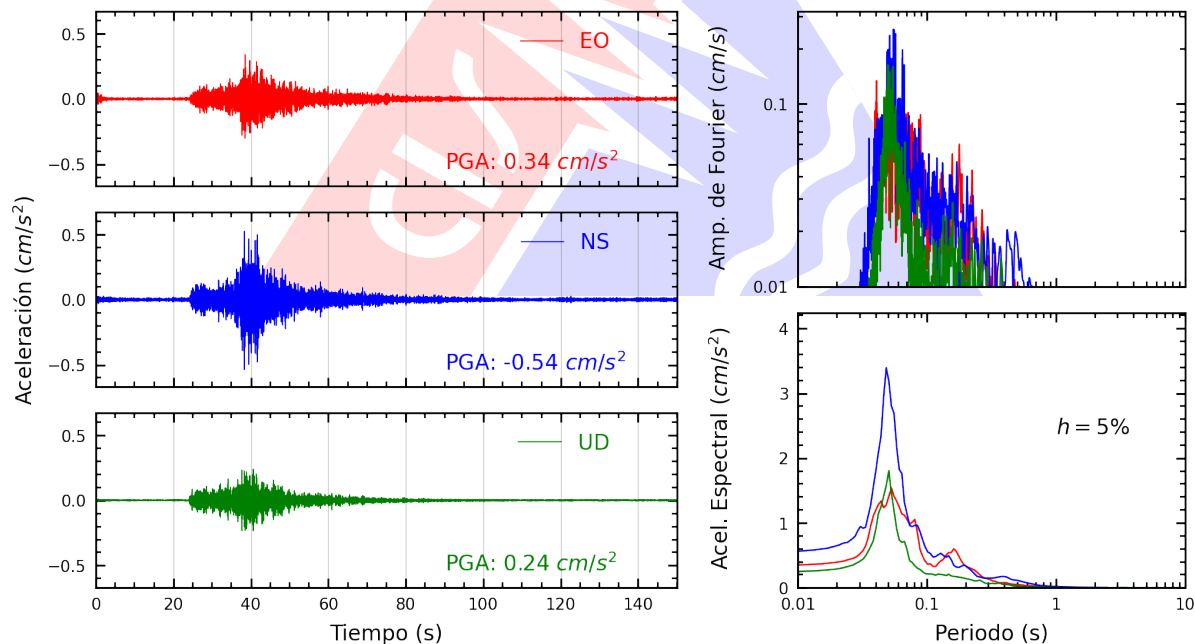 Aceleración (cm/s²)
0.5
0.0
−0.5
EO
PGA: 0.34 cm/s²
0.5
0.0
−0.5
NS
PGA: -0.54 cm/s²
0.5
0.0
−0.5
UD
PGA: 0.24 cm/s²
0 20 40 60 80 100 120 140
Tiempo (s)
CIS
Amp. de Fourier (cm/s)
0.1
0.01
Acel. Espectral (cm/s²)
4
3
2
1
0
h = 5%
0.01 0.1 1 10
Periodo (s)